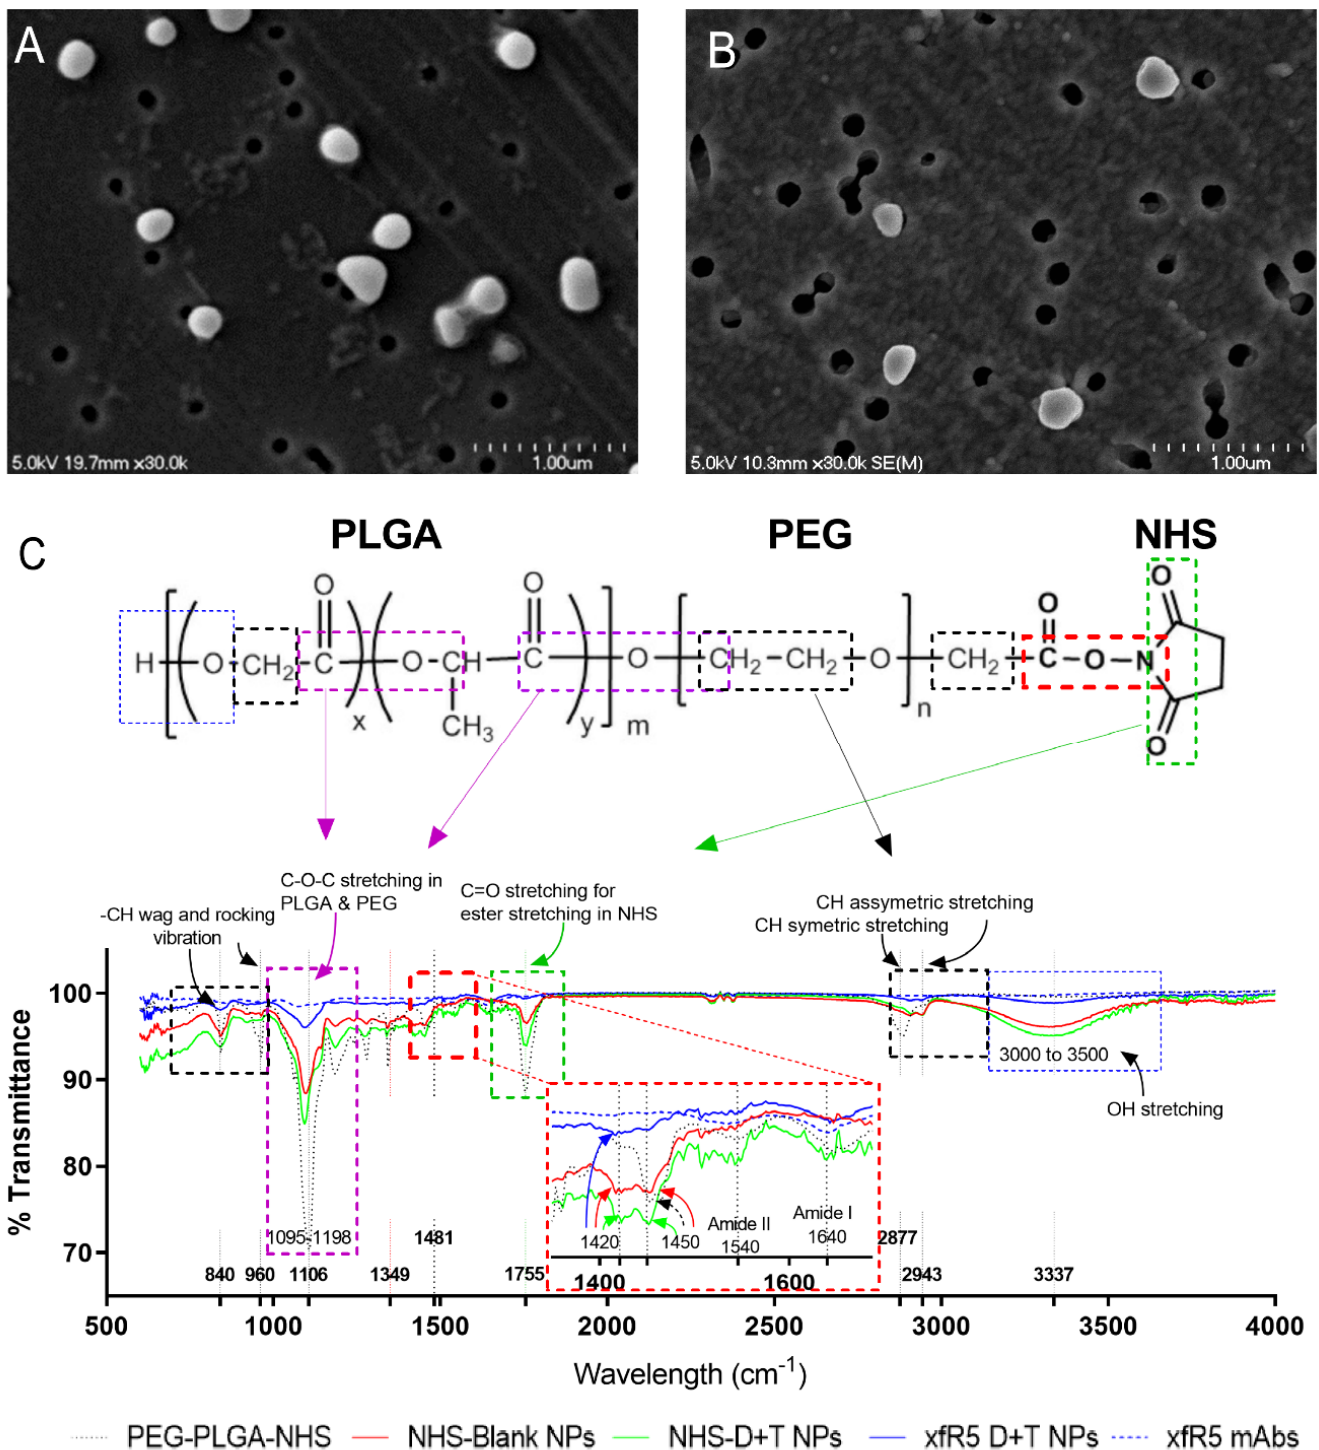 A
5.0kV 19.7mm x30.0k
1.00um
B
5.0kV 10.3mm x30.0k SE(M)
1.00um
C
PLGA
PEG
NHS
O
O
O
O
H
O
CH2
C
O
CH
C
O
CH2
CH2
O
CH2
C
O
N
x
CH3
y
m
n
O
C-O-C stretching in
PLGA & PEG
-CH wag and rocking
vibration
C=O stretching for
ester stretching in NHS
CH assymetric stretching
CH symetric stretching
3000 to 3500
OH stretching
% Transmittance
100
90
80
70
1095
1198
840
960
1106
1349
1481
1755
2877
2943
3337
1420
1450
Amide II
1540
Amide I
1640
1400
1600
500
1000
1500
2000
2500
3000
3500
4000
Wavelength (cm-1)
PEG-PLGA-NHS
NHS-Blank NPs
NHS-D+T NPs
xfR5 D+T NPs
xfR5 mAbs